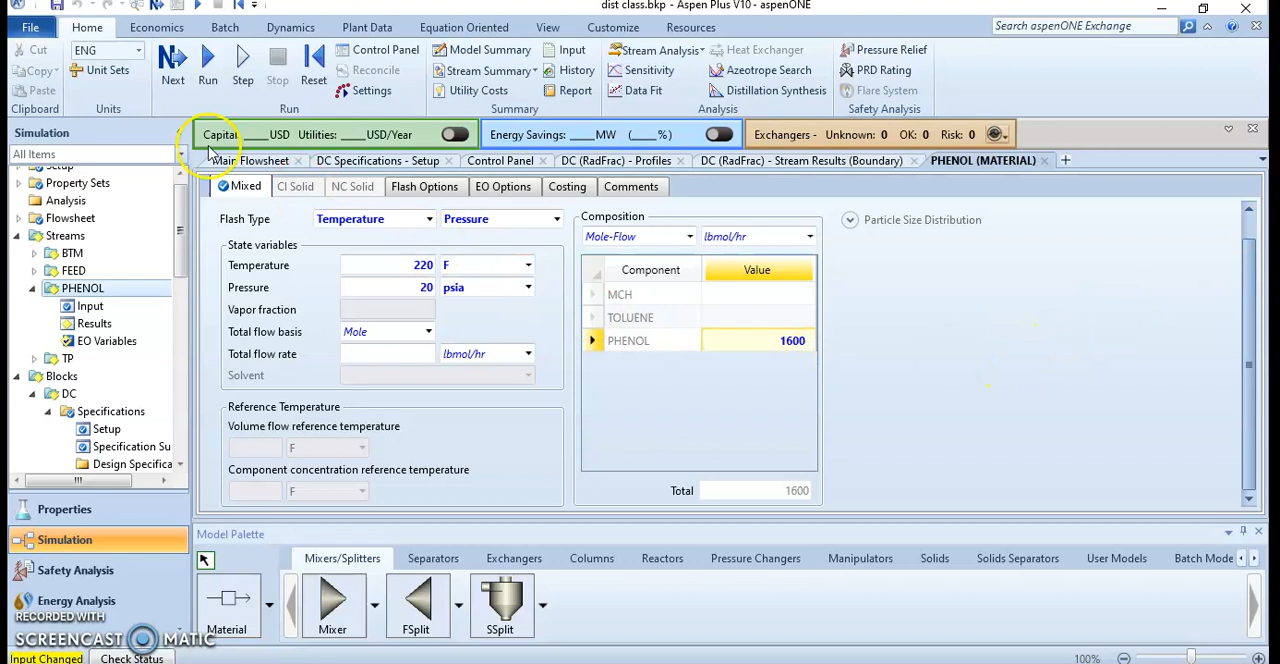 dist class.bkp - Aspen Plus V10 - aspenONE
File Home Economics Batch Dynamics Plant Data Equation Oriented View Customize Resources Search aspenONE Exchange
Cut ENG Control Panel Model Summary Input Stream Analysis Heat Exchanger Pressure Relief
Copy Unit Sets Next Run Step Stop Reset Reconcile Stream Summary History Sensitivity Azeotrope Search PRD Rating
Paste Settings Utility Costs Report Data Fit Distillation Synthesis Flare System
Clipboard Units Run Summary Analysis Safety Analysis
Simulation Capital: ____USD Utilities: ____USD/Year Energy Savings: ____MW (____%) Exchangers - Unknown: 0 OK: 0 Risk: 0
All Items Main Flowsheet DC Specifications - Setup Control Panel DC (RadFrac) - Profiles DC (RadFrac) - Stream Results (Boundary) PHENOL (MATERIAL)
Setup
Property Sets Mixed CI Solid NC Solid Flash Options EO Options Costing Comments
Analysis
Flowsheet Flash Type Temperature Pressure Composition Particle Size Distribution
Streams State variables Mole-Flow lbmol/hr
BTM Temperature 220 F
FEED Component Value
PHENOL Pressure 20 psia MCH
Input Vapor fraction
Results Total flow basis Mole TOLUENE
EO Variables PHENOL 1600
TP Total flow rate lbmol/hr
Blocks Solvent
DC
Specifications Reference Temperature
Setup Volume flow reference temperature
Specification Su F
Design Specifica Component concentration reference temperature
F Total 1600
Properties
Model Palette
Simulation
Mixers/Splitters Separators Exchangers Columns Reactors Pressure Changers Manipulators Solids Solids Separators User Models Batch Mode
Safety Analysis
Energy Analysis
RECORDED WITH
SCREENCAST MATIC
Material Mixer FSplit SSplit
Input Changed Check Status 100%